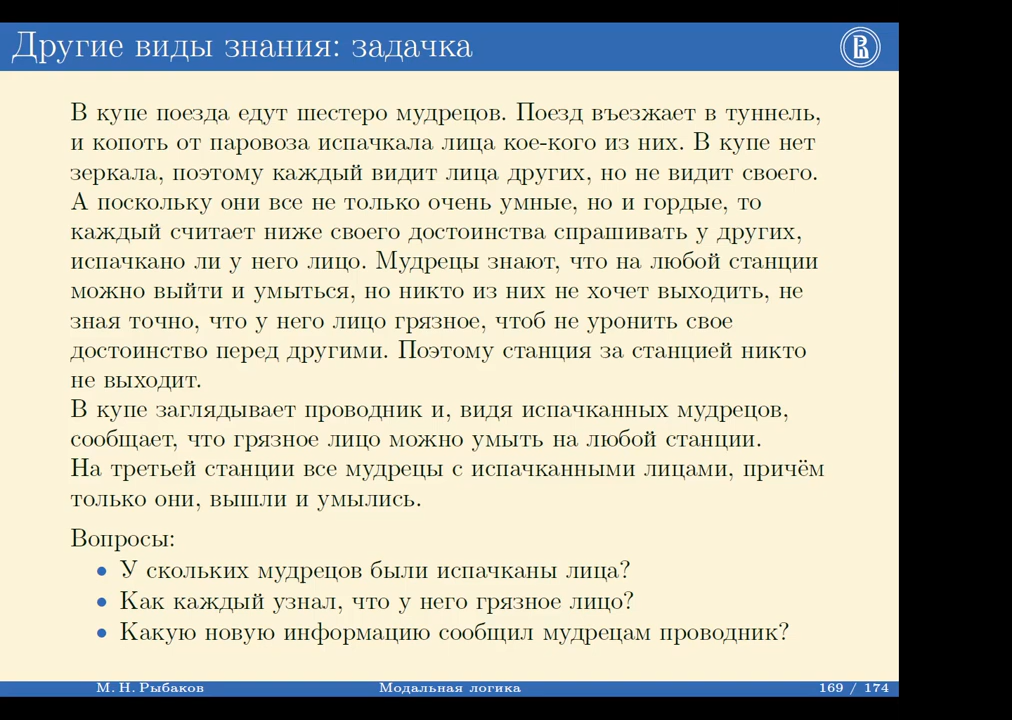 Другие виды знания: задачка
В купе поезда едут шестеро мудрецов. Поезд въезжает в туннель,
и копоть от паровоза испачкала лица кое-кого из них. В купе нет
зеркала, поэтому каждый видит лица других, но не видит своего.
А поскольку они все не только очень умные, но и гордые, то
каждый считает ниже своего достоинства спрашивать у других,
испачкано ли у него лицо. Мудрецы знают, что на любой станции
можно выйти и умыться, но никто из них не хочет выходить, не
зная точно, что у него лицо грязное, чтоб не уронить свое
достоинство перед другими. Поэтому станция за станцией никто
не выходит.
В купе заглядывает проводник и, видя испачканных мудрецов,
сообщает, что грязное лицо можно умыть на любой станции.
На третьей станции все мудрецы с испачканными лицами, причём
только они, вышли и умылись.
Вопросы:
• У скольких мудрецов были испачканы лица?
• Как каждый узнал, что у него грязное лицо?
• Какую новую информацию сообщил мудрецам проводник?
М. Н. Рыбаков Модальная логика 169 / 174